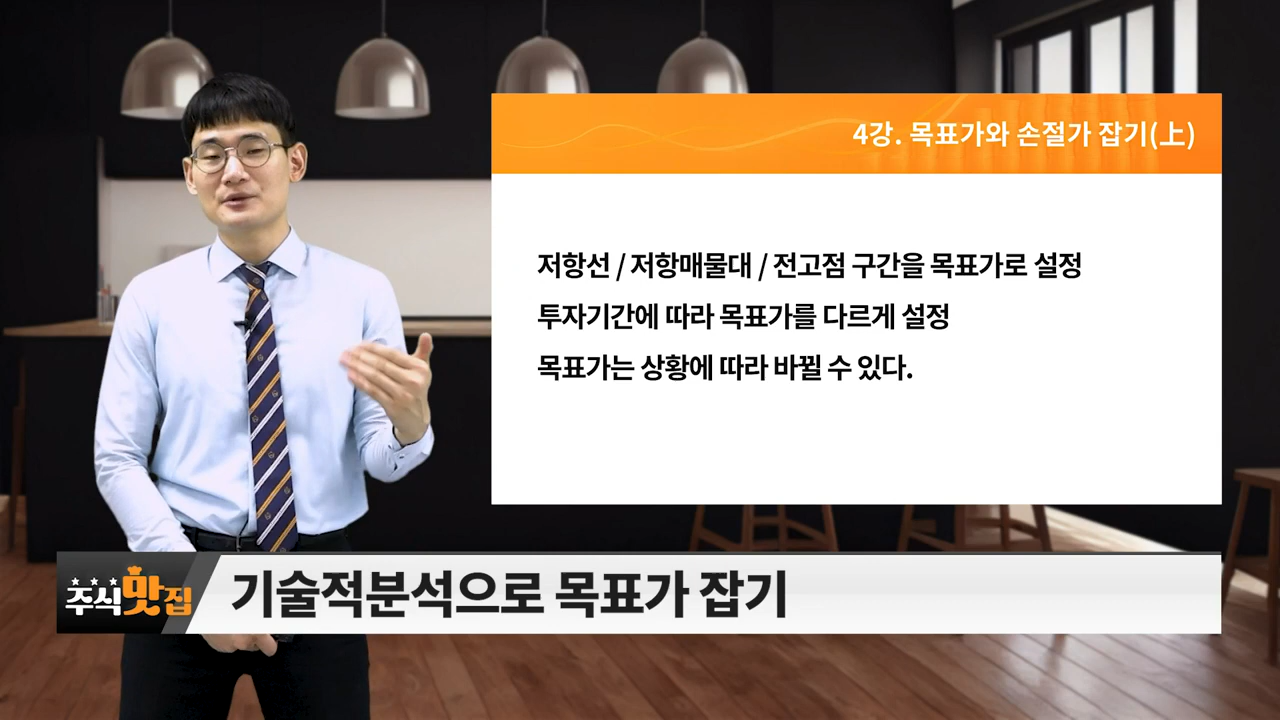 4강. 목표가와 손절가 잡기(上)
저항선 / 저항매물대 / 전고점 구간을 목표가로 설정
투자기간에 따라 목표가를 다르게 설정
목표가는 상황에 따라 바뀔 수 있다.
주식맛집
기술적분석으로 목표가 잡기